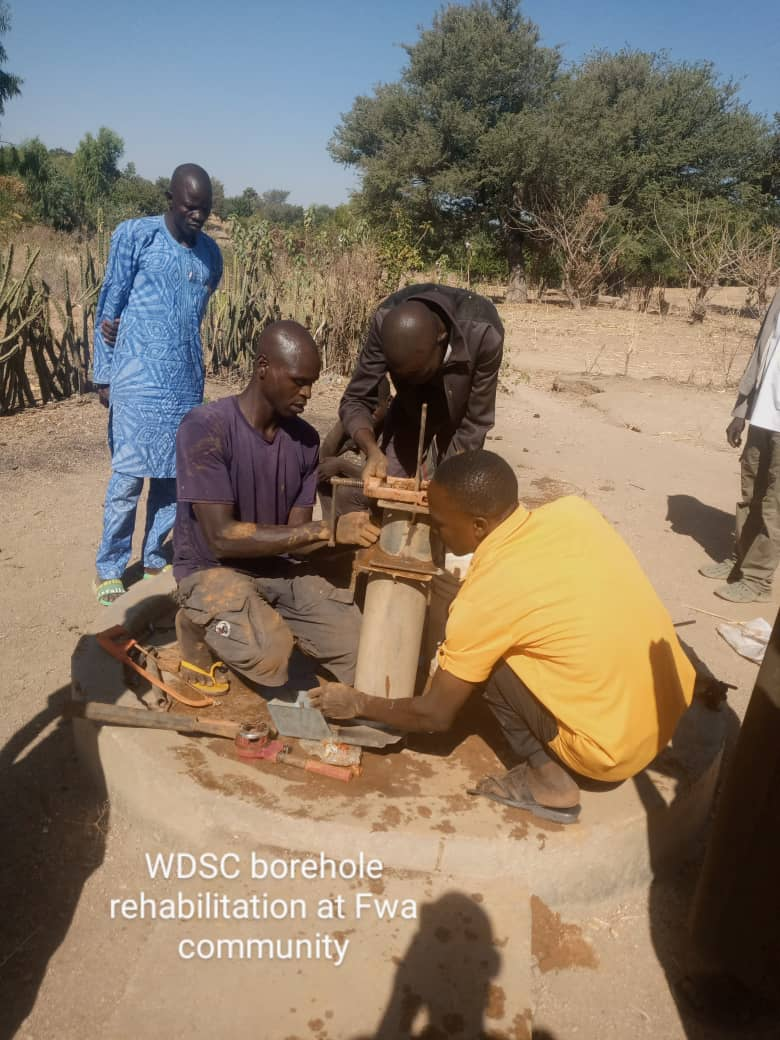 WDSC borehole
rehabilitation at Fwa
community